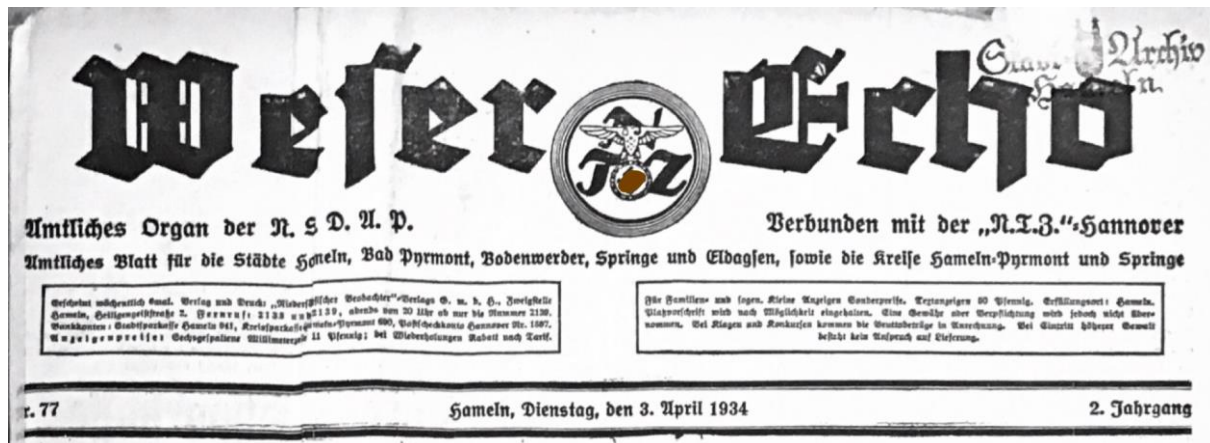 Weser Echo
Stadt Archiv
Hameln
Amtliches Organ der N. S D. A. P.
Verbunden mit der „N.T.Z.“-Hannover
Amtliches Blatt für die Städte Hameln, Bad Pyrmont, Bodenwerder, Springe und Eldagsen, sowie die Kreise Hameln-Pyrmont und Springe
Erscheint wöchentlich 6mal. Verlag und Druck: „Niedersächsischer Beobachter“-Verlags G. m. b. H., Zweigstelle
Hameln, Heiligengeiststraße 2. Fernruf: 2138 und 2139, abends von 20 Uhr ab nur die Nummer 2139.
Bankkonten: Stadtsparkasse Hameln 941, Kreissparkasse Hameln-Pyrmont 690, Postscheckkonto Hannover Nr. 1887.
Anzeigenpreise: Sechsgespaltene Millimeterzeile 11 Pfennig; bei Wiederholungen Rabatt nach Tarif.
Für Familien- und sogen. Kleine Anzeigen Sonderpreise. Textanzeigen 50 Pfennig. Erfüllungsort: Hameln.
Platzvorschrift wird nach Möglichkeit eingehalten. Eine Gewähr oder Verpflichtung wird jedoch nicht über-
nommen. Bei Klagen und Konkursen kommen die Bruttobeträge in Anrechnung. Bei Eintritt höherer Gewalt
besteht kein Anspruch auf Lieferung.
r. 77
Hameln, Dienstag, den 3. April 1934
2. Jahrgang